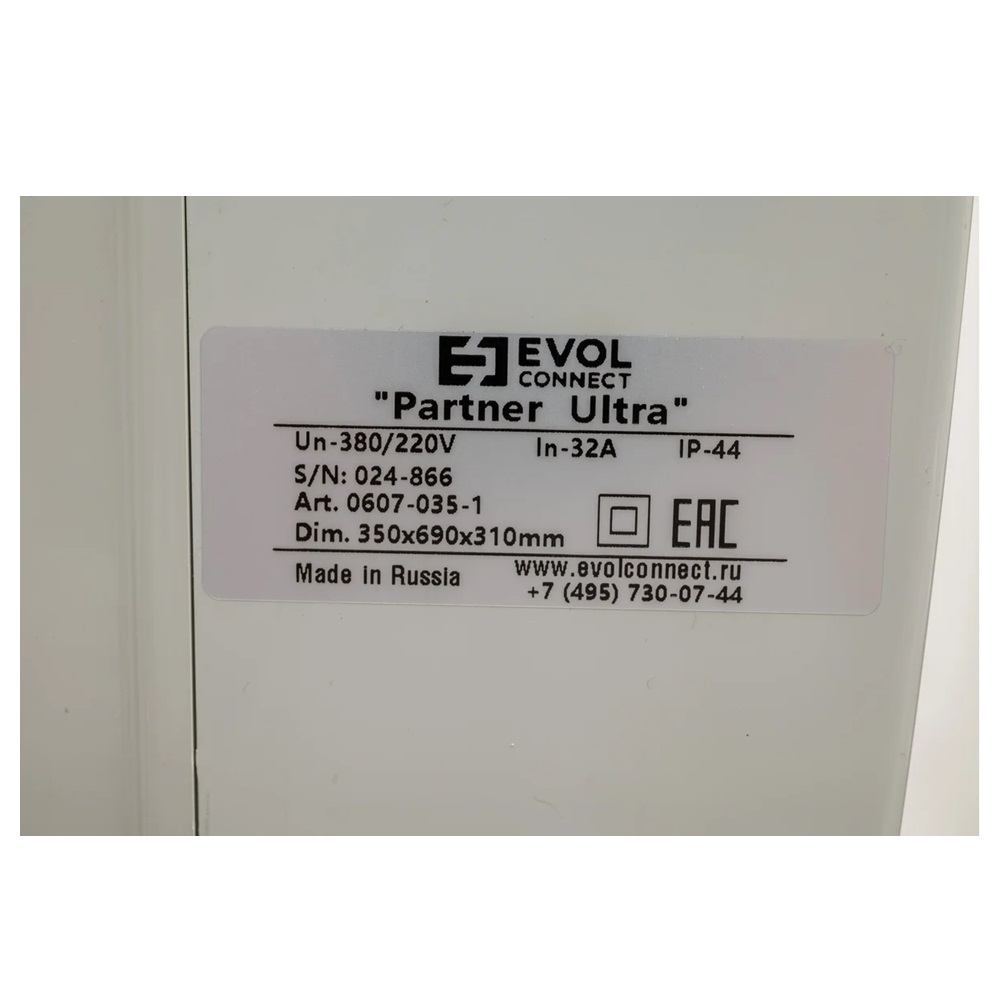 EVOL
CONNECT
"Partner Ultra"
Un-380/220V In-32A IP-44
S/N: 024-866
Art. 0607-035-1
Dim. 350x690x310mm EAC
Made in Russia www.evolconnect.ru
+7 (495) 730-07-44